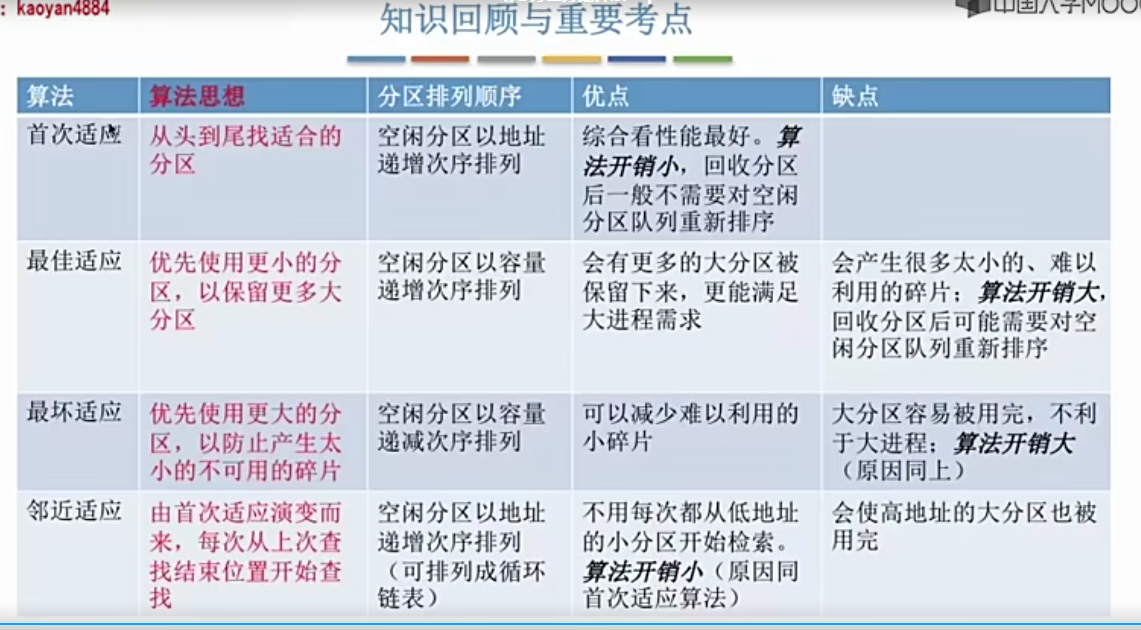 : kaoyan4884
中国大学MOO
知识回顾与重要考点
算法
算法思想
分区排列顺序
优点
缺点
首次适应
从头到尾找适合的
分区
空闲分区以地址
递增次序排列
综合看性能最好。算
法开销小，回收分区
后一般不需要对空闲
分区队列重新排序
最佳适应
优先使用更小的分
区，以保留更多大
分区
空闲分区以容量
递增次序排列
会有更多的大分区被
保留下来，更能满足
大进程需求
会产生很多太小的、难以
利用的碎片；算法开销大，
回收分区后可能需要对空
闲分区队列重新排序
最坏适应
优先使用更大的分
区，以防止产生太
小的不可用的碎片
空闲分区以容量
递减次序排列
可以减少难以利用的
小碎片
大分区容易被用完，不利
于大进程；算法开销大
（原因同上）
邻近适应
由首次适应演变而
来，每次从上次查
找结束位置开始查
找
空闲分区以地址
递增次序排列
（可排列成循环
链表）
不用每次都从低地址
的小分区开始检索。
算法开销小（原因同
首次适应算法）
会使高地址的大分区也被
用完